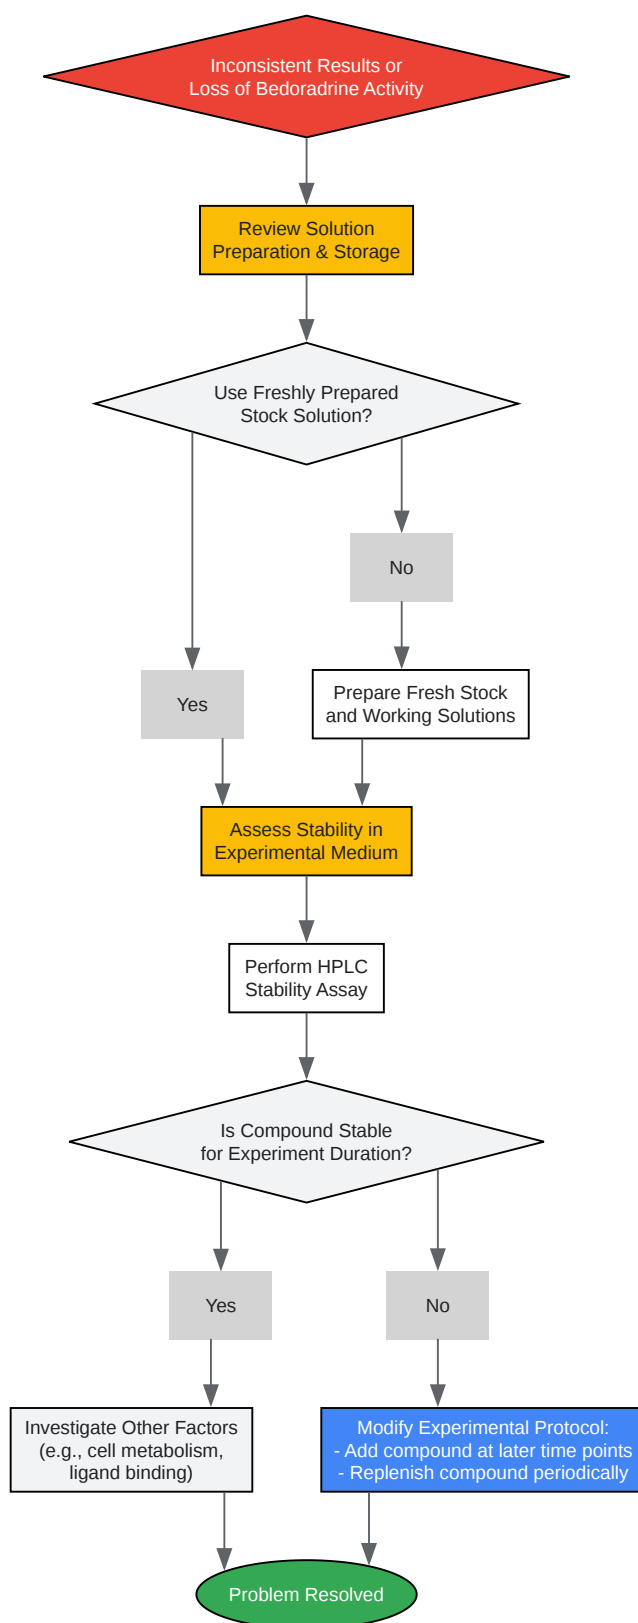 Inconsistent Results or
Loss of Bedoradrine Activity
Review Solution
Preparation & Storage
Use Freshly Prepared
Stock Solution?
No
Yes
Prepare Fresh Stock
and Working Solutions
Assess Stability in
Experimental Medium
Perform HPLC
Stability Assay
Is Compound Stable
for Experiment Duration?
Yes
No
Investigate Other Factors
(e.g., cell metabolism,
ligand binding)
Modify Experimental Protocol:
- Add compound at later time points
- Replenish compound periodically
Problem Resolved